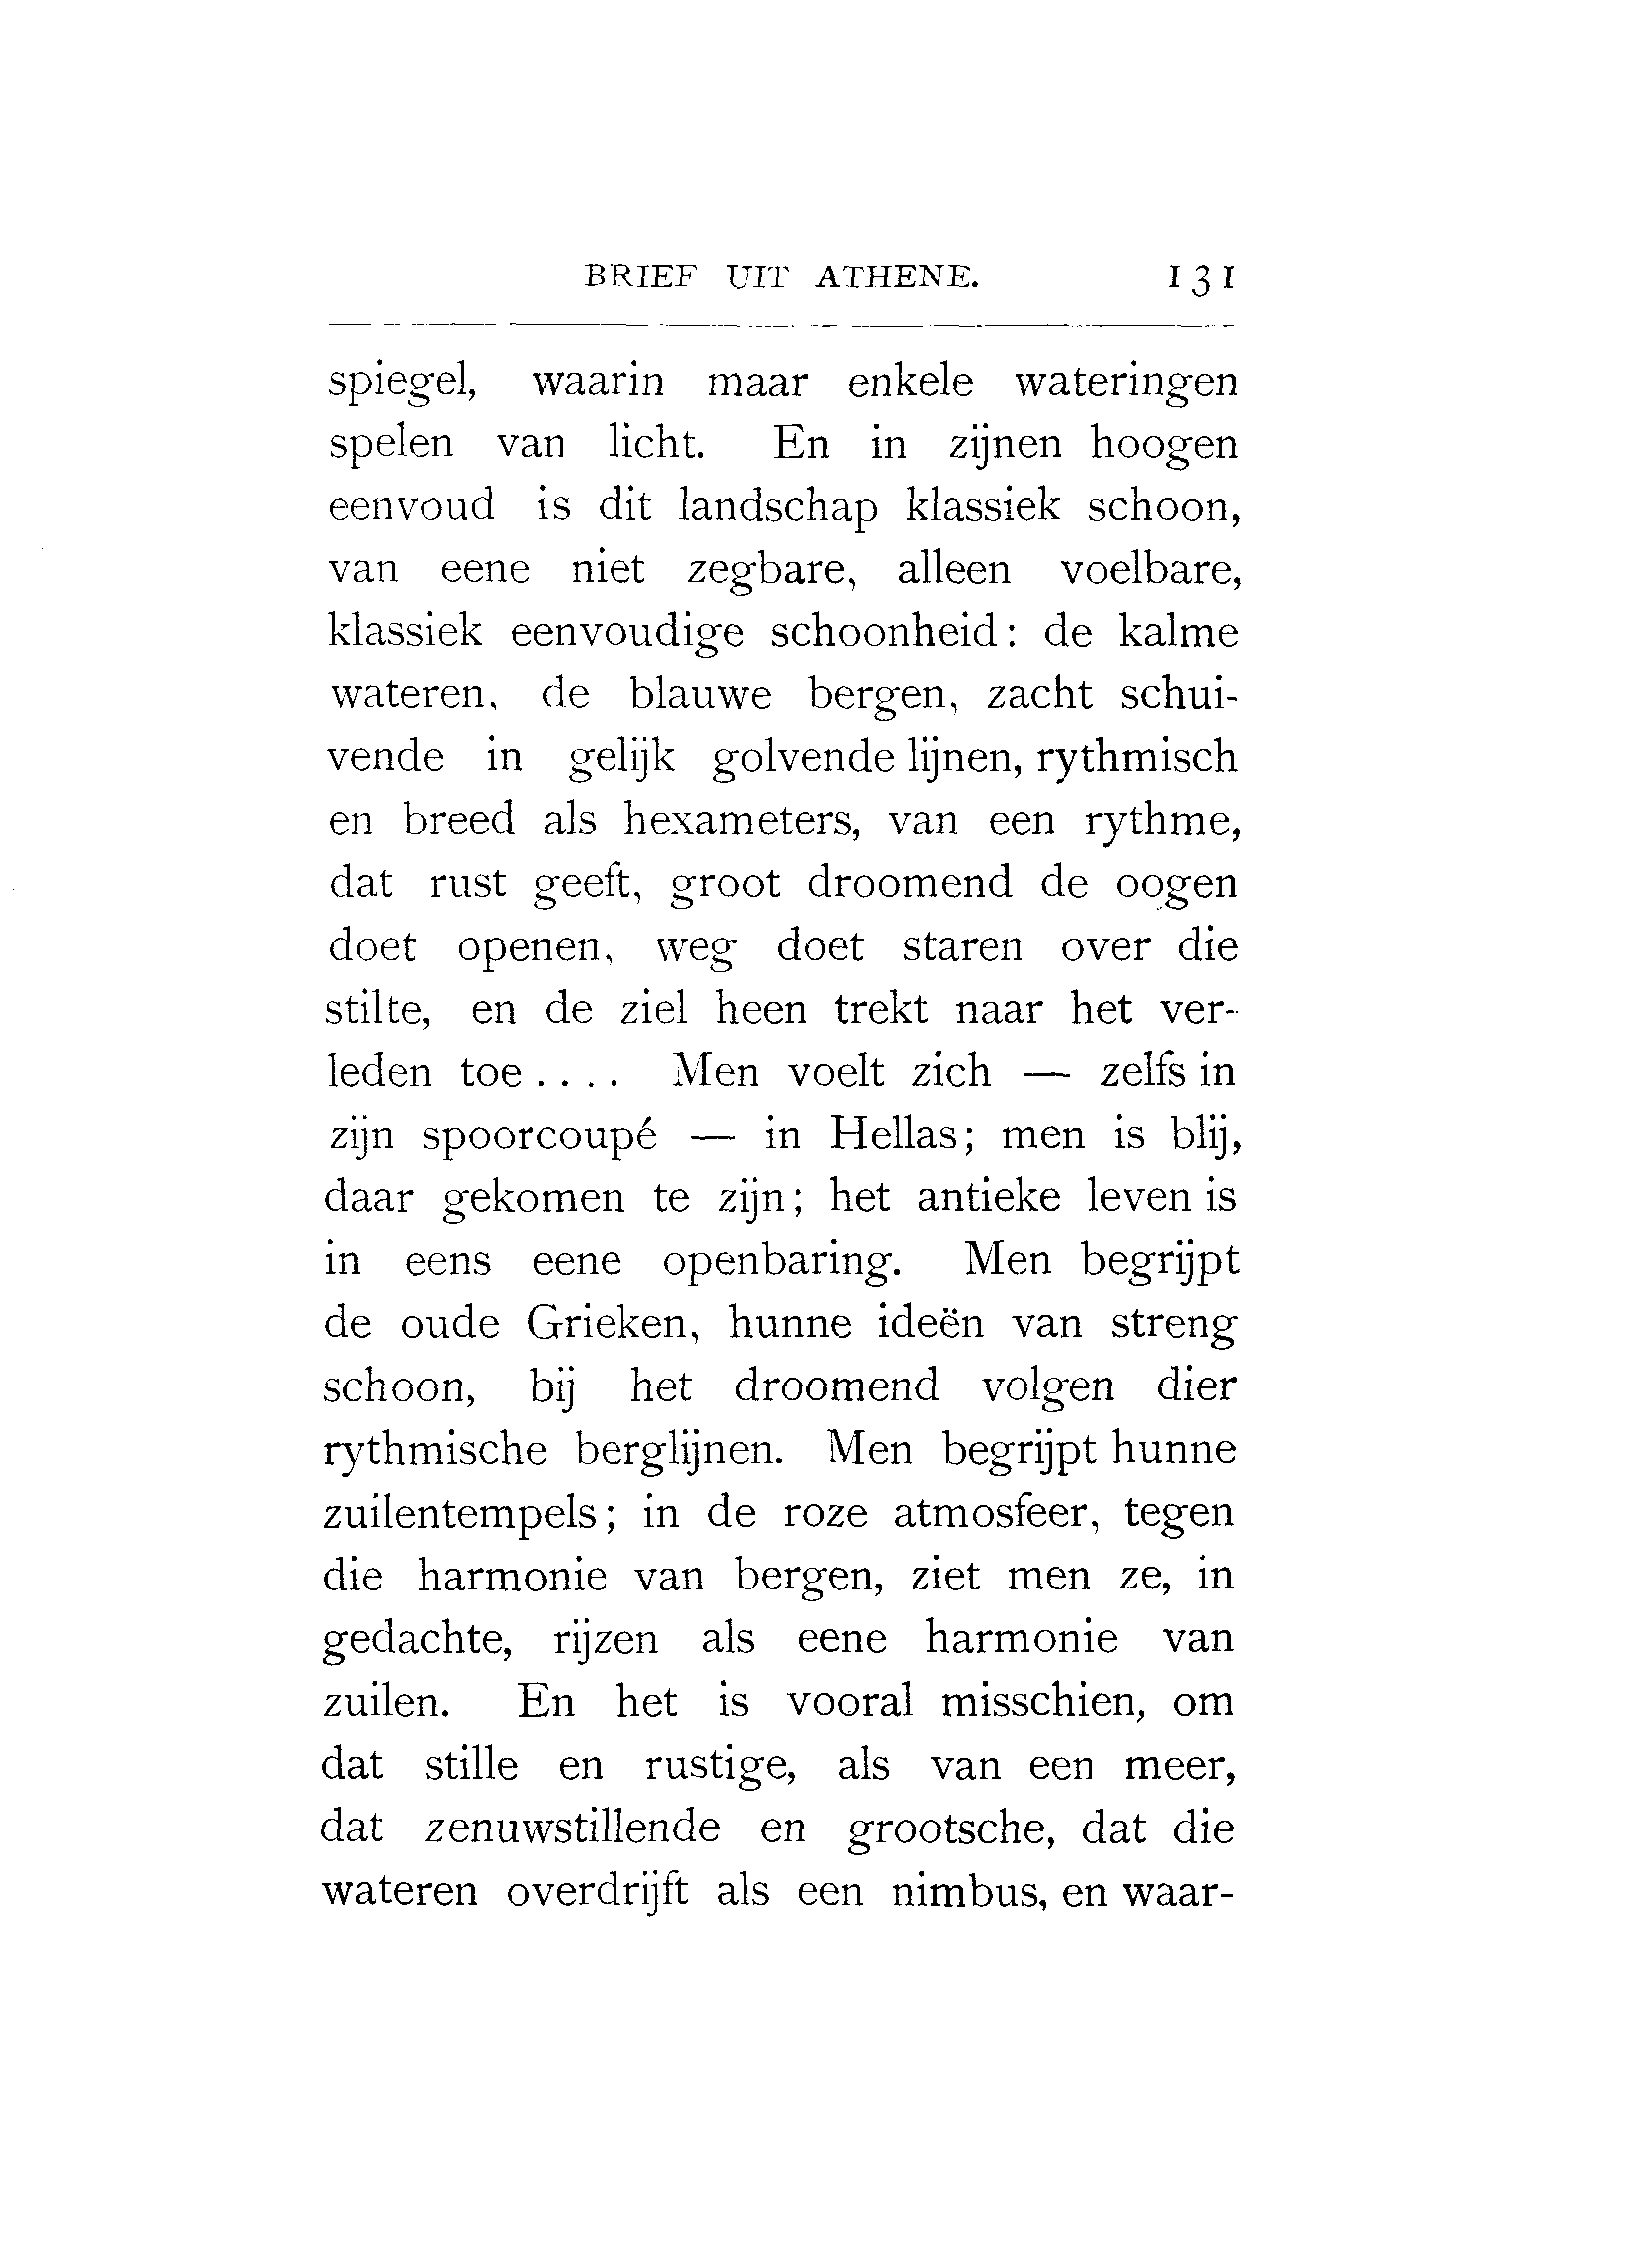 BRIEF UIT ATHENE. 131
spiegel, waarin maar enkele wateringen
spelen van licht. En in zijnen hoogen
eenvoud is dit landschap klassiek schoon,
van eene niet zegbare, alleen voelbare,
klassiek eenvoudige schoonheid: de kalme
wateren, de blauwe bergen, zacht schui-
vende in gelijk golvende lijnen, rythmisch
en breed als hexameters, van een rythme,
dat rust geeft, groot droomend de oogen
doet openen, weg doet staren over die
stilte, en de ziel heen trekt naar het ver-
leden toe .... Men voelt zich — zelfs in
zijn spoorcoupé — in Hellas; men is blij,
daar gekomen te zijn; het antieke leven is
in eens eene openbaring. Men begrijpt
de oude Grieken, hunne ideën van streng
schoon, bij het droomend volgen dier
rythmische berglijnen. Men begrijpt hunne
zuilentempels; in de roze atmosfeer, tegen
die harmonie van bergen, ziet men ze, in
gedachte, rijzen als eene harmonie van
zuilen. En het is vooral misschien, om
dat stille en rustige, als van een meer,
dat zenuwstillende en grootsche, dat die
wateren overdrijft als een nimbus, en waar-